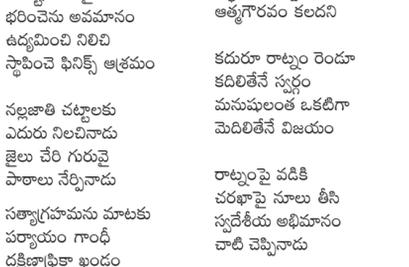 భరించెను అవమానం
ఉద్యమించి నిలిచి
స్థాపించె ఫినిక్స్ ఆశ్రమం
నల్లజాతి చట్టాలకు
ఎదురు నిలచినాడు
జైలు చేరి గురువై
పాఠాలు నేర్పినాడు
సత్యాగ్రహమను మాటకు
పర్యాయం గాంధీ
దక్షిణాఫ్రికా ఖండం
ఆత్మగౌరవం కలదని
కదురూ రాట్నం రెండూ
కదిలితేనే స్వర్గం
మనుషులంత ఒకటిగా
మెదిలితేనే విజయం
రాట్నంపై వడికి
చరఖాపై నూలు తీసి
స్వదేశీయ అభిమానం
చాటి చెప్పినాడు